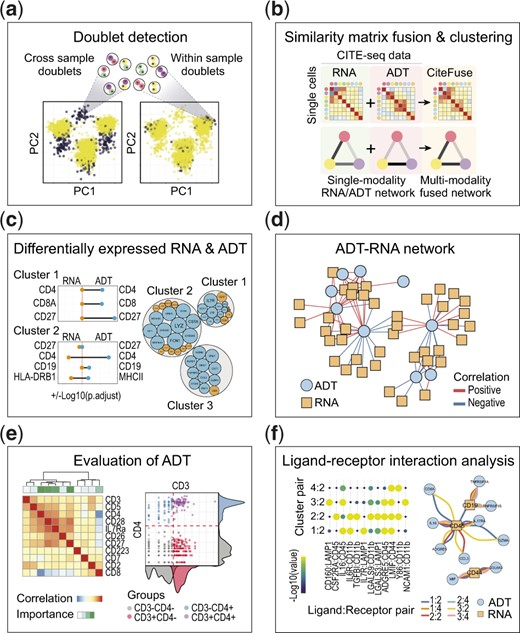 (a)
Doublet detection
Cross sample
doublets
Within sample
doublets
PC2
PC1
PC2
PC1
(b)
Similarity matrix fusion & clustering
CITE-seq data
RNA
ADT
CiteFuse
Single cells
+
+
Single-modality
RNA/ADT network
Multi-modality
fused network
(c)
Differentially expressed RNA & ADT
Cluster 1
RNA ADT
CD4 CD4
CD8A CD8
CD27 CD27
Cluster 2
RNA ADT
CD27 CD27
CD4 CD4
CD19 CD19
HLA-DRB1 MHCII
+/-Log10(p.adjust)
Cluster 2
Cluster 1
LYZ
Cluster 3
(d)
ADT-RNA network
ADT
RNA
Correlation
Positive
Negative
(e)
Evaluation of ADT
CD3
CD5
CD4
CD28
IL7Ra
CD26
CD27
CD223
CD7
CD2
CD8
Correlation
Importance
CD3
CD4
Groups
CD3-CD4- CD3-CD4+
CD3+CD4- CD3+CD4+
(f)
Ligand-receptor interaction analysis
Cluster pair
4:2
3:2
2:2
1:2
-Log10(value)
Ligand:Receptor pair
CD4
1:2 2:4
1:4 3:2
2:2 3:4
ADT
RNA